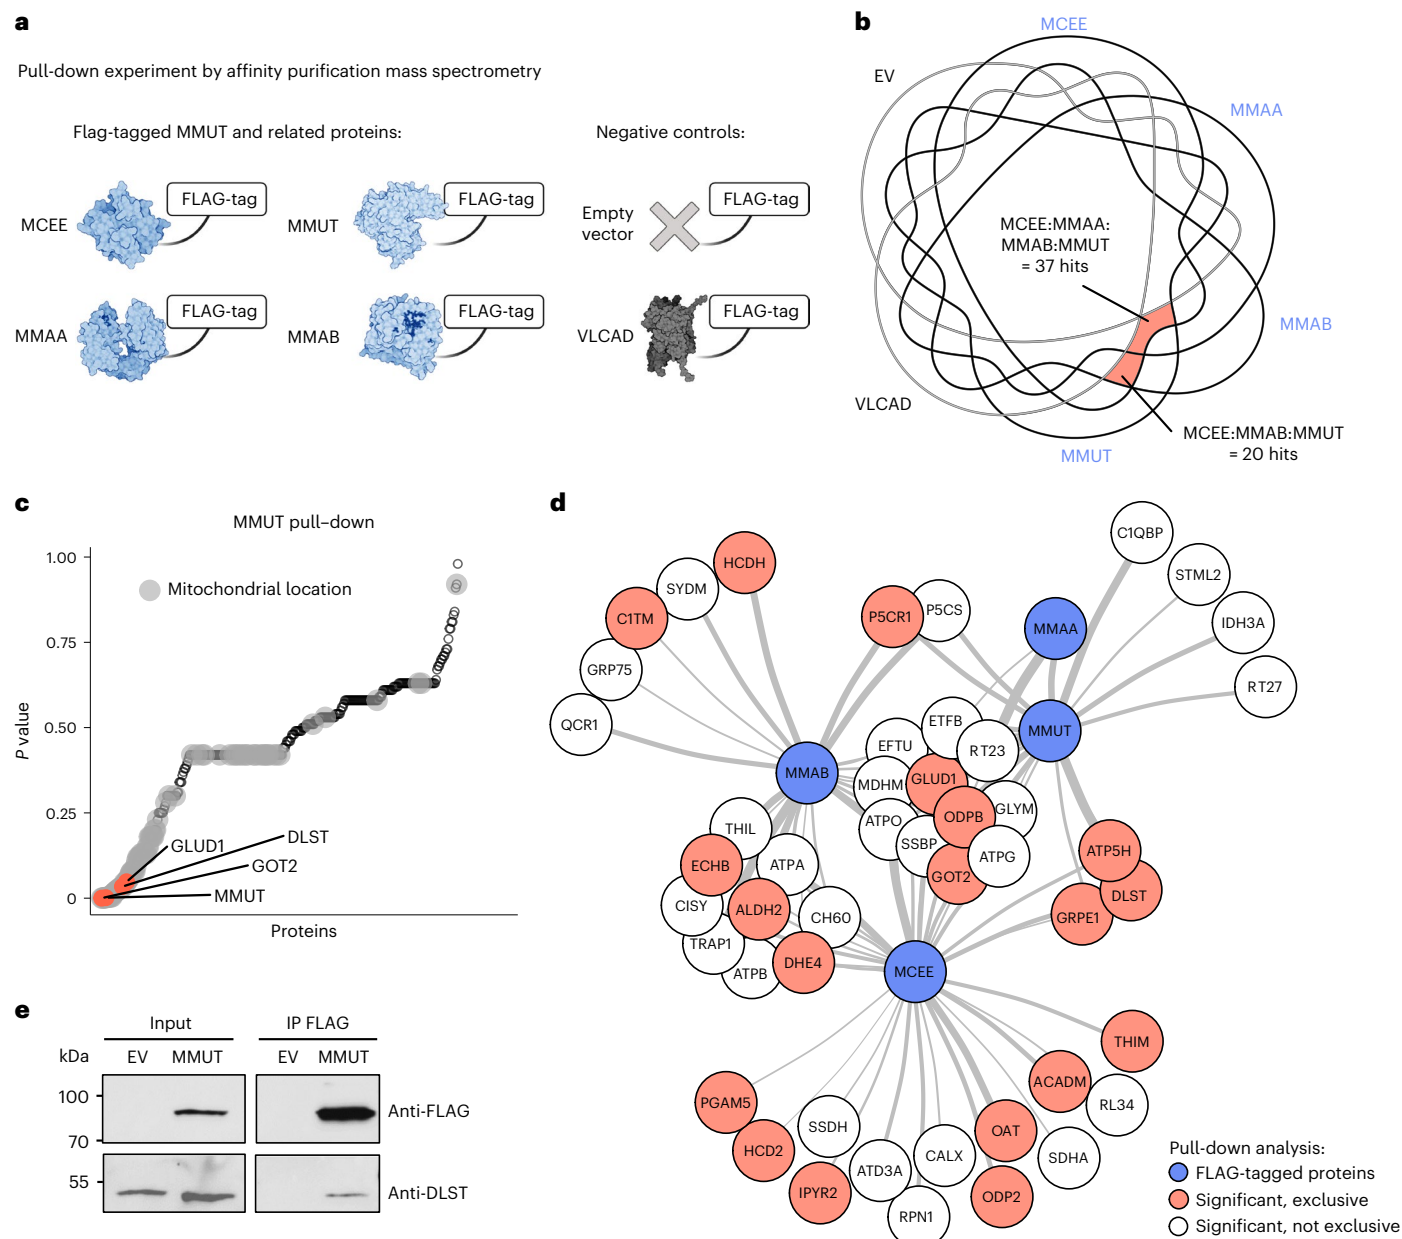 a
Pull-down experiment by affinity purification mass spectrometry
Flag-tagged MMUT and related proteins:
Negative controls:
MCEE
FLAG-tag
MMUT
FLAG-tag
Empty
vector
FLAG-tag
MMAA
FLAG-tag
MMAB
FLAG-tag
VLCAD
FLAG-tag
b
MCEE
EV
MMAA
MCEE:MMAA:
MMAB:MMUT
= 37 hits
MMAB
VLCAD
MCEE:MMAB:MMUT
= 20 hits
MMUT
c
MMUT pull–down
1.00
0.75
0.50
0.25
0
P value
Mitochondrial location
GLUD1
DLST
GOT2
MMUT
Proteins
d
C1QBP
HCDH
STML2
SYDM
C1TM
P5CR1
P5CS
MMAA
IDH3A
GRP75
RT27
QCR1
ETFB
MMUT
EFTU
RT23
MMAB
MDHM
GLUD1
GLYM
ODPB
THIL
ATPO
SSBP
ATPG
ATP5H
ECHB
ATPA
GOT2
DLST
CISY
ALDH2
CH60
GRPE1
TRAP1
ATPB
DHE4
MCEE
THIM
ACADM
PGAM5
RL34
SSDH
OAT
HCD2
CALX
SDHA
ATD3A
IPYR2
ODP2
RPN1
Pull-down analysis:
FLAG-tagged proteins
Significant, exclusive
Significant, not exclusive
e
Input
IP FLAG
kDa
EV
MMUT
EV
MMUT
100
70
55
Anti-FLAG
Anti-DLST